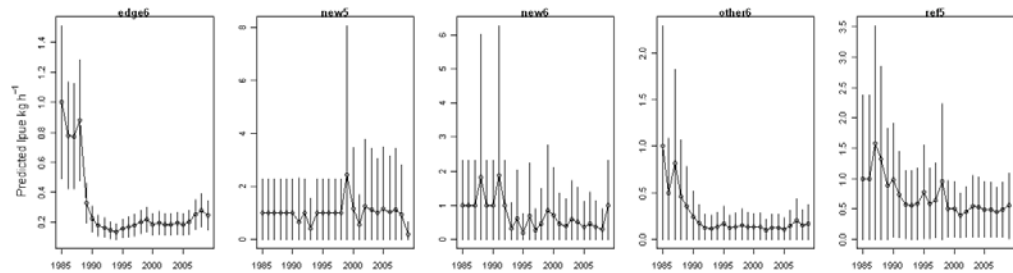 edge6 new5 new6 other6 ref5
Predicted lpue kg h⁻¹
0.2 0.4 0.6 0.8 1.0 1.2 1.4
0 2 4 6 8
0 1 2 3 4 5 6
0.0 0.5 1.0 1.5 2.0
0.0 0.5 1.0 1.5 2.0 2.5 3.0 3.5
1985 1990 1995 2000 2005 1985 1990 1995 2000 2005 1985 1990 1995 2000 2005 1985 1990 1995 2000 2005 1985 1990 1995 2000 2005